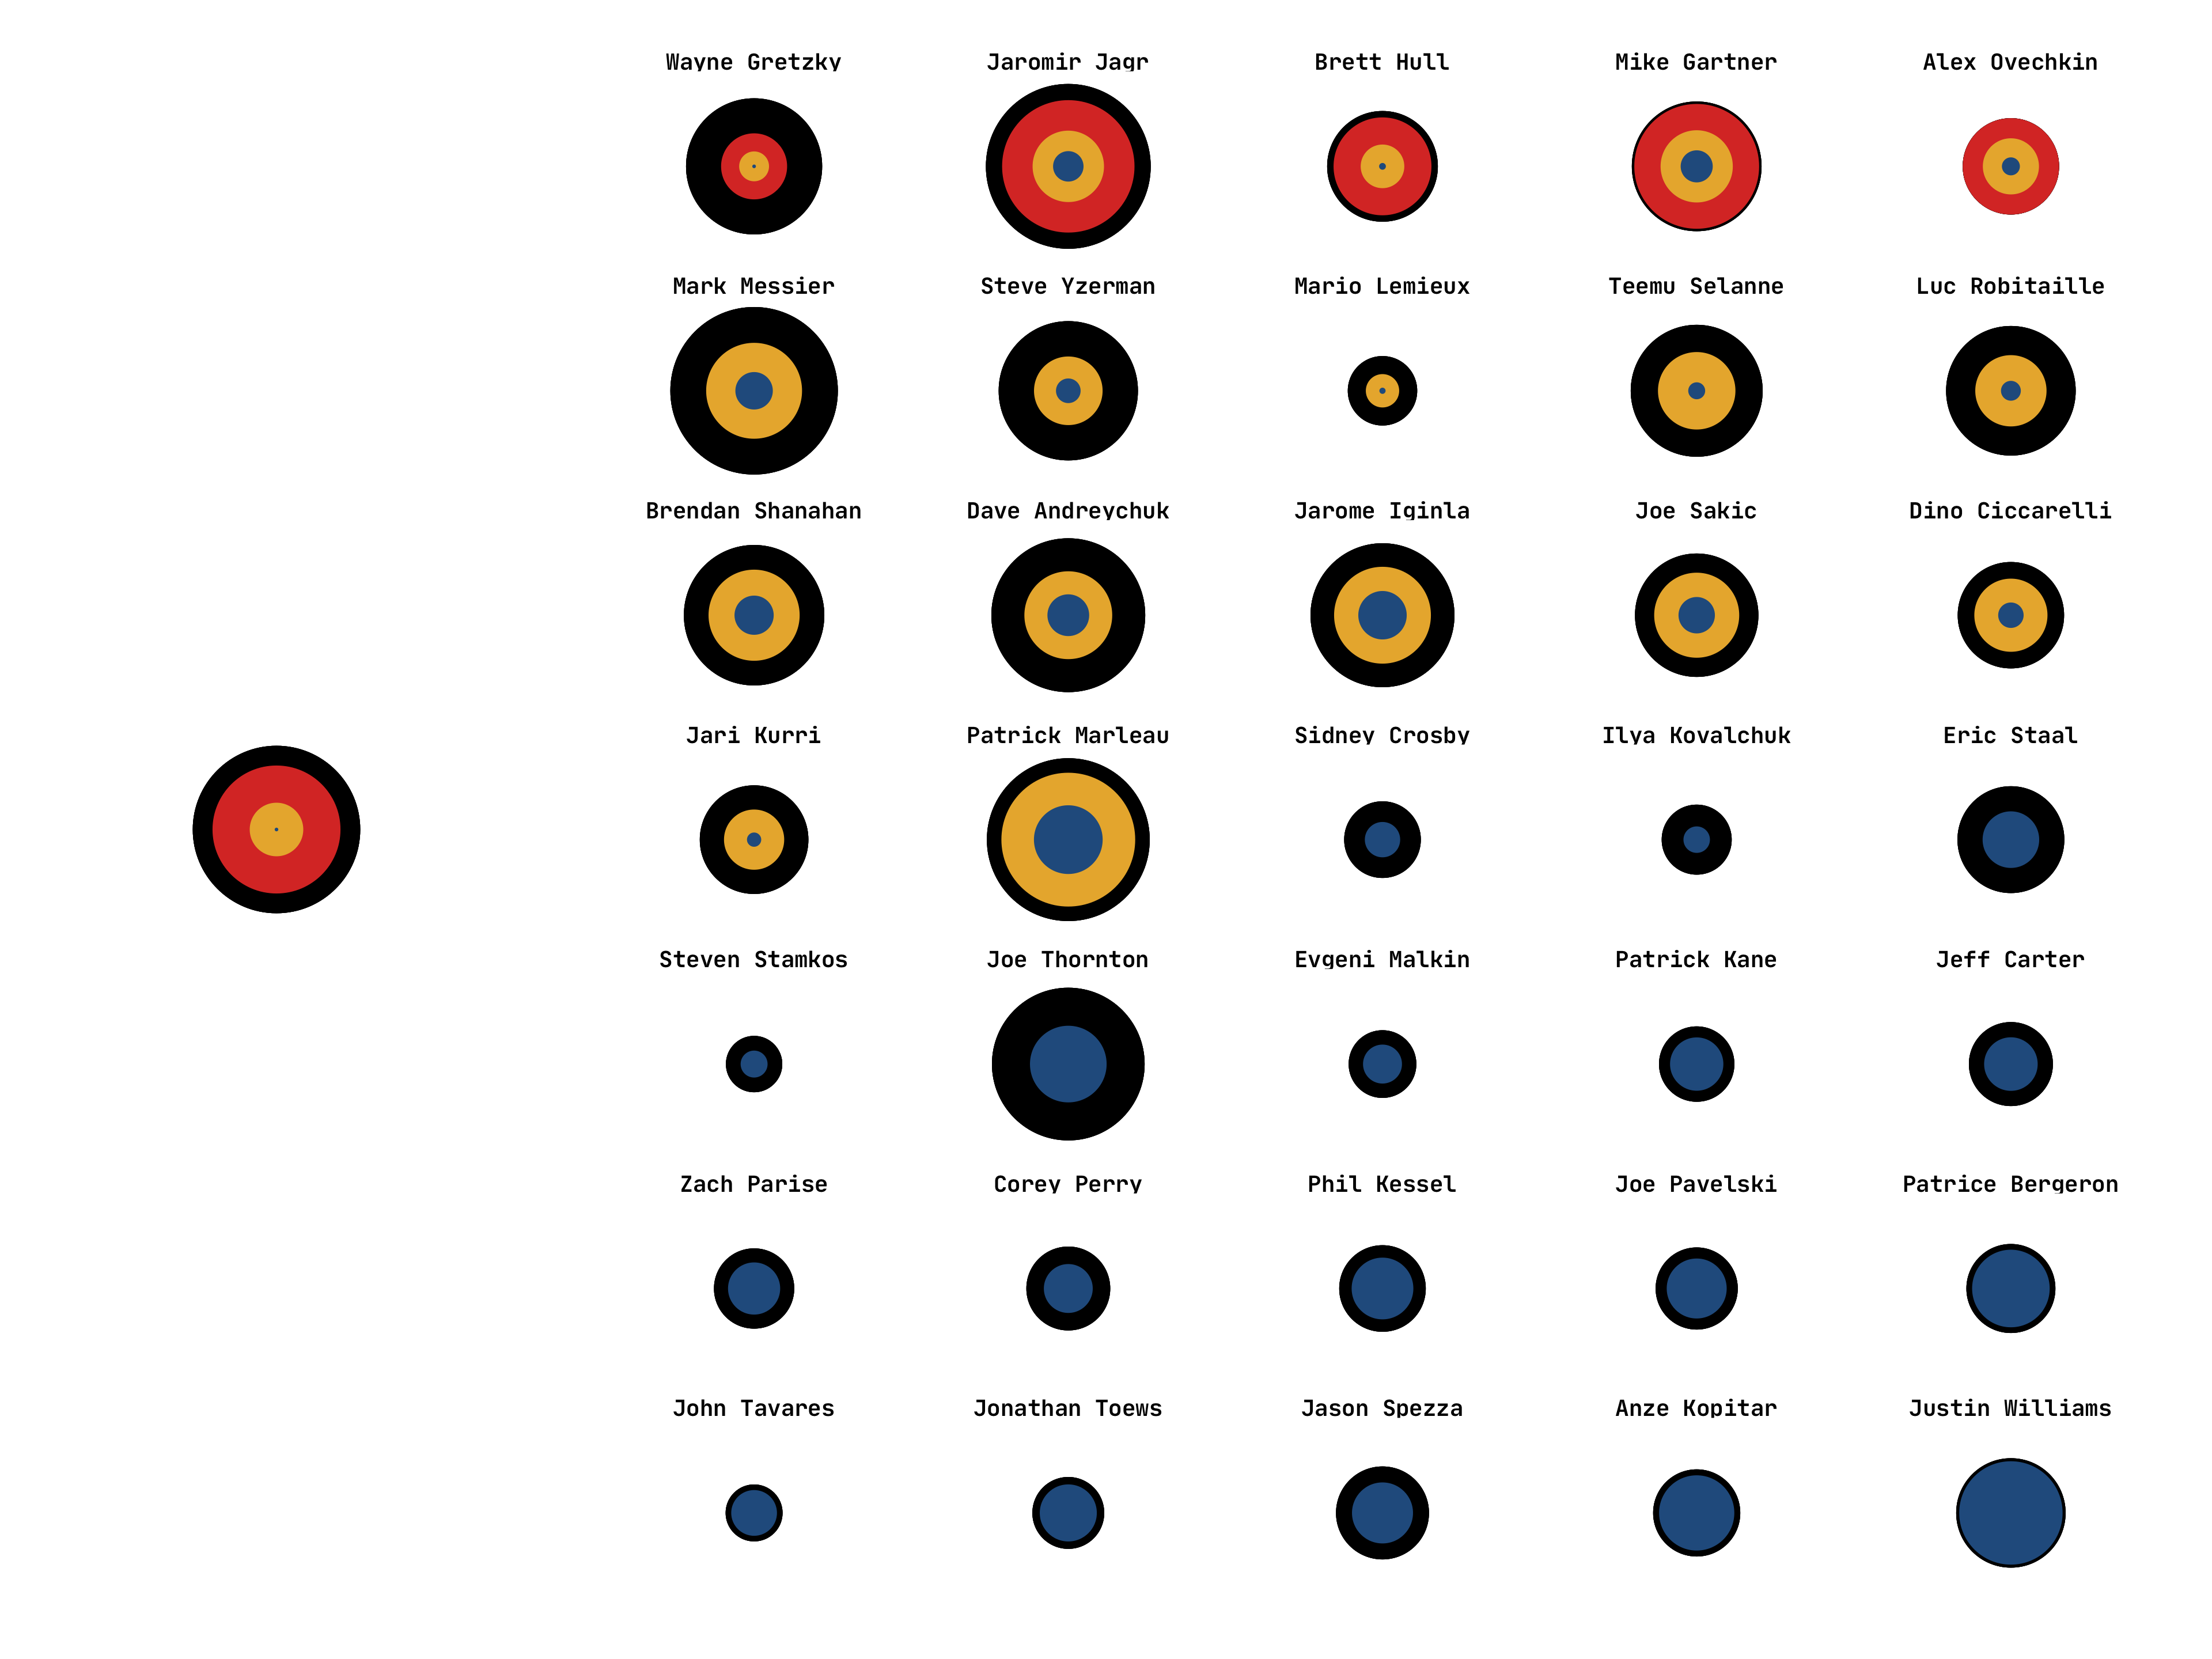 Wayne Gretzky Jaromir Jagr Brett Hull Mike Gartner Alex Ovechkin
Mark Messier Steve Yzerman Mario Lemieux Teemu Selanne Luc Robitaille
Brendan Shanahan Dave Andreychuk Jarome Iginla Joe Sakic Dino Ciccarelli
Jari Kurri Patrick Marleau Sidney Crosby Ilya Kovalchuk Eric Staal
Steven Stamkos Joe Thornton Evgeni Malkin Patrick Kane Jeff Carter
Zach Parise Corey Perry Phil Kessel Joe Pavelski Patrice Bergeron
John Tavares Jonathan Toews Jason Spezza Anze Kopitar Justin Williams